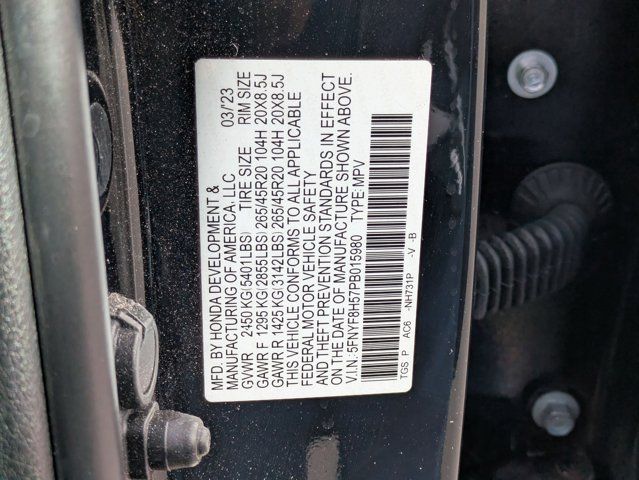 MFD. BY HONDA DEVELOPMENT & 03/'23
MANUFACTURING OF AMERICA, LLC
GVWR 2450 KG (5401LBS) TIRE SIZE RIM SIZE
GAWR F 1295 KG (2855LBS) 265/45R20 104H 20X8.5J
GAWR R 1425 KG (3142LBS) 265/45R20 104H 20X8.5J
THIS VEHICLE CONFORMS TO ALL APPLICABLE
FEDERAL MOTOR VEHICLE SAFETY
AND THEFT PREVENTION STANDARDS IN EFFECT
ON THE DATE OF MANUFACTURE SHOWN ABOVE.
V.I.N.: 5FNYF8H57PB015980 TYPE: MPV
TGS P AC6 -NH731P -V -B